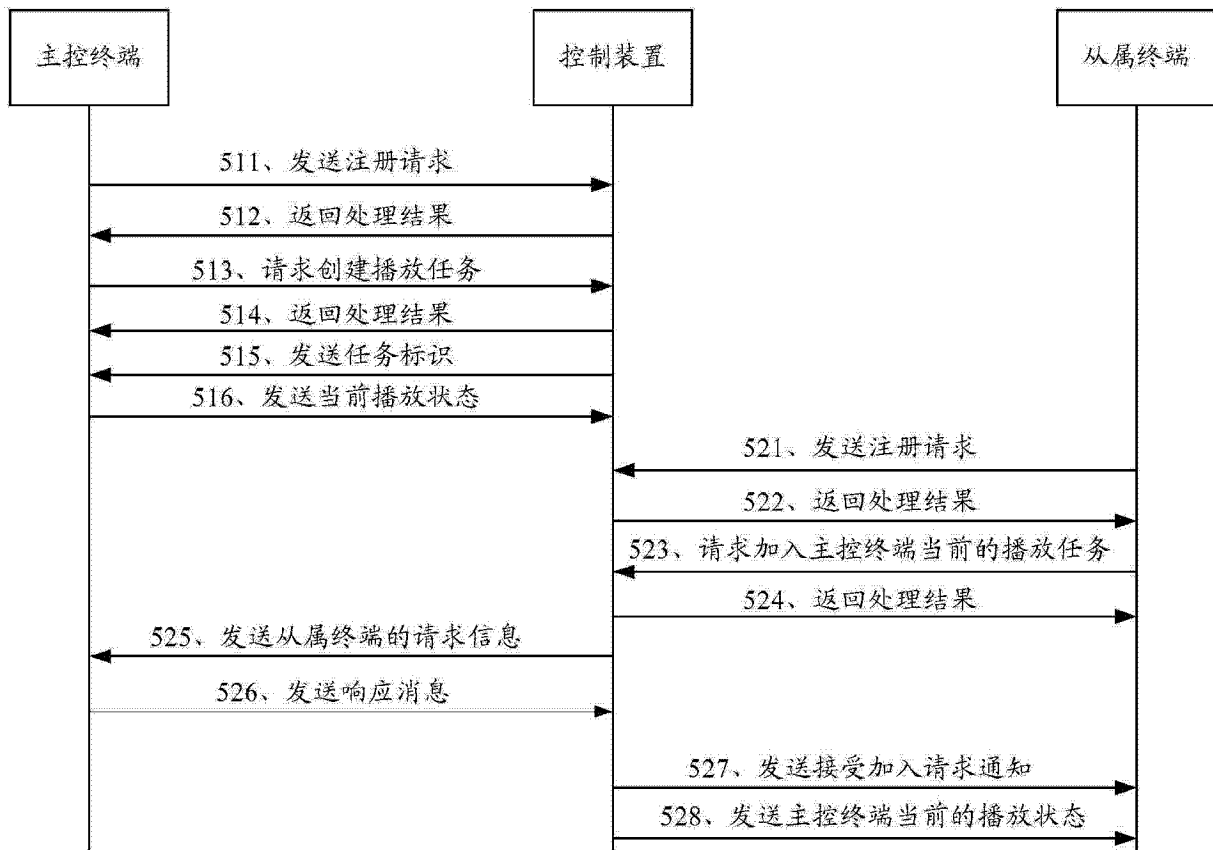 主控终端
控制装置
从属终端
511、发送注册请求
512、返回处理结果
513、请求创建播放任务
514、返回处理结果
515、发送任务标识
516、发送当前播放状态
521、发送注册请求
522、返回处理结果
523、请求加入主控终端当前的播放任务
524、返回处理结果
525、发送从属终端的请求信息
526、发送响应消息
527、发送接受加入请求通知
528、发送主控终端当前的播放状态